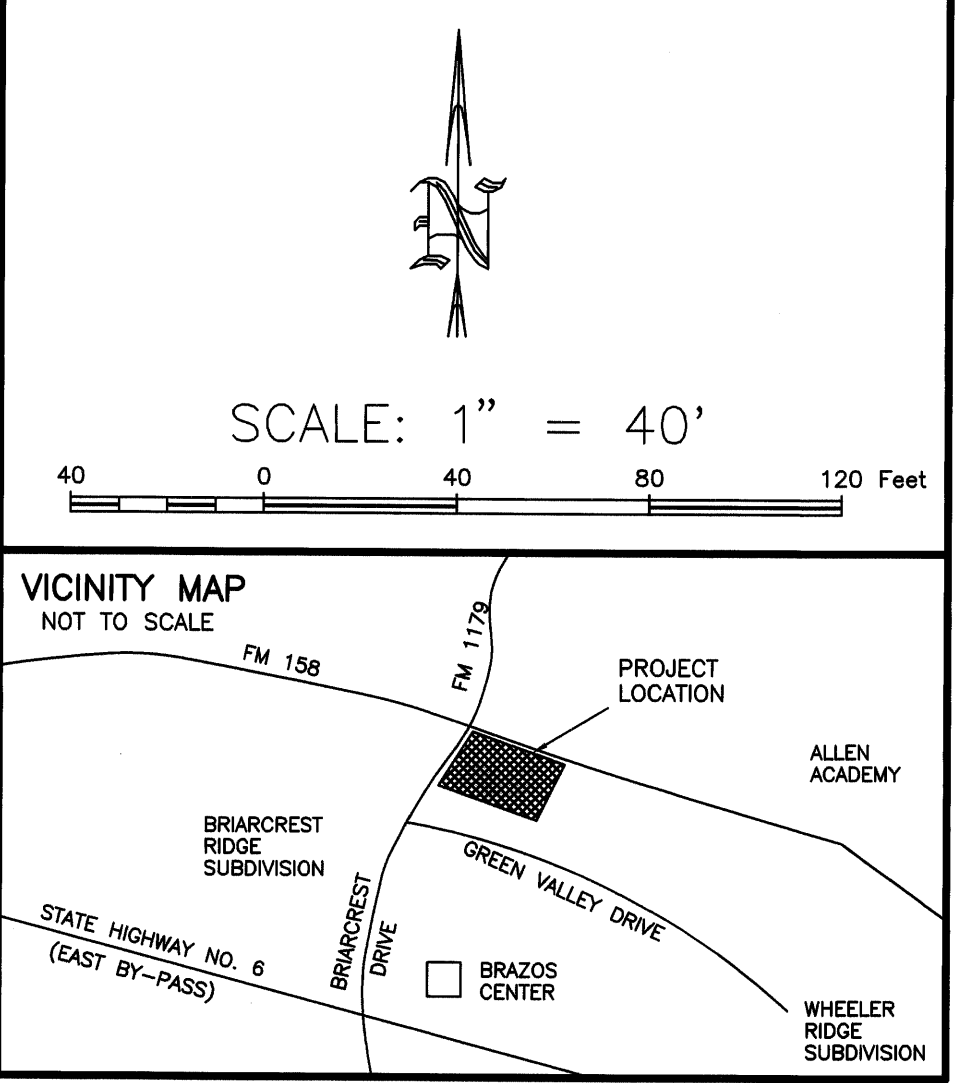 N
SCALE: 1" = 40'
40 0 40 80 120 Feet
VICINITY MAP
NOT TO SCALE
FM 158
FM 1179
PROJECT
LOCATION
ALLEN
ACADEMY
BRIARCREST
RIDGE
SUBDIVISION
GREEN VALLEY DRIVE
BRIARCREST
DRIVE
STATE HIGHWAY NO. 6
(EAST BY-PASS)
BRAZOS
CENTER
WHEELER
RIDGE
SUBDIVISION